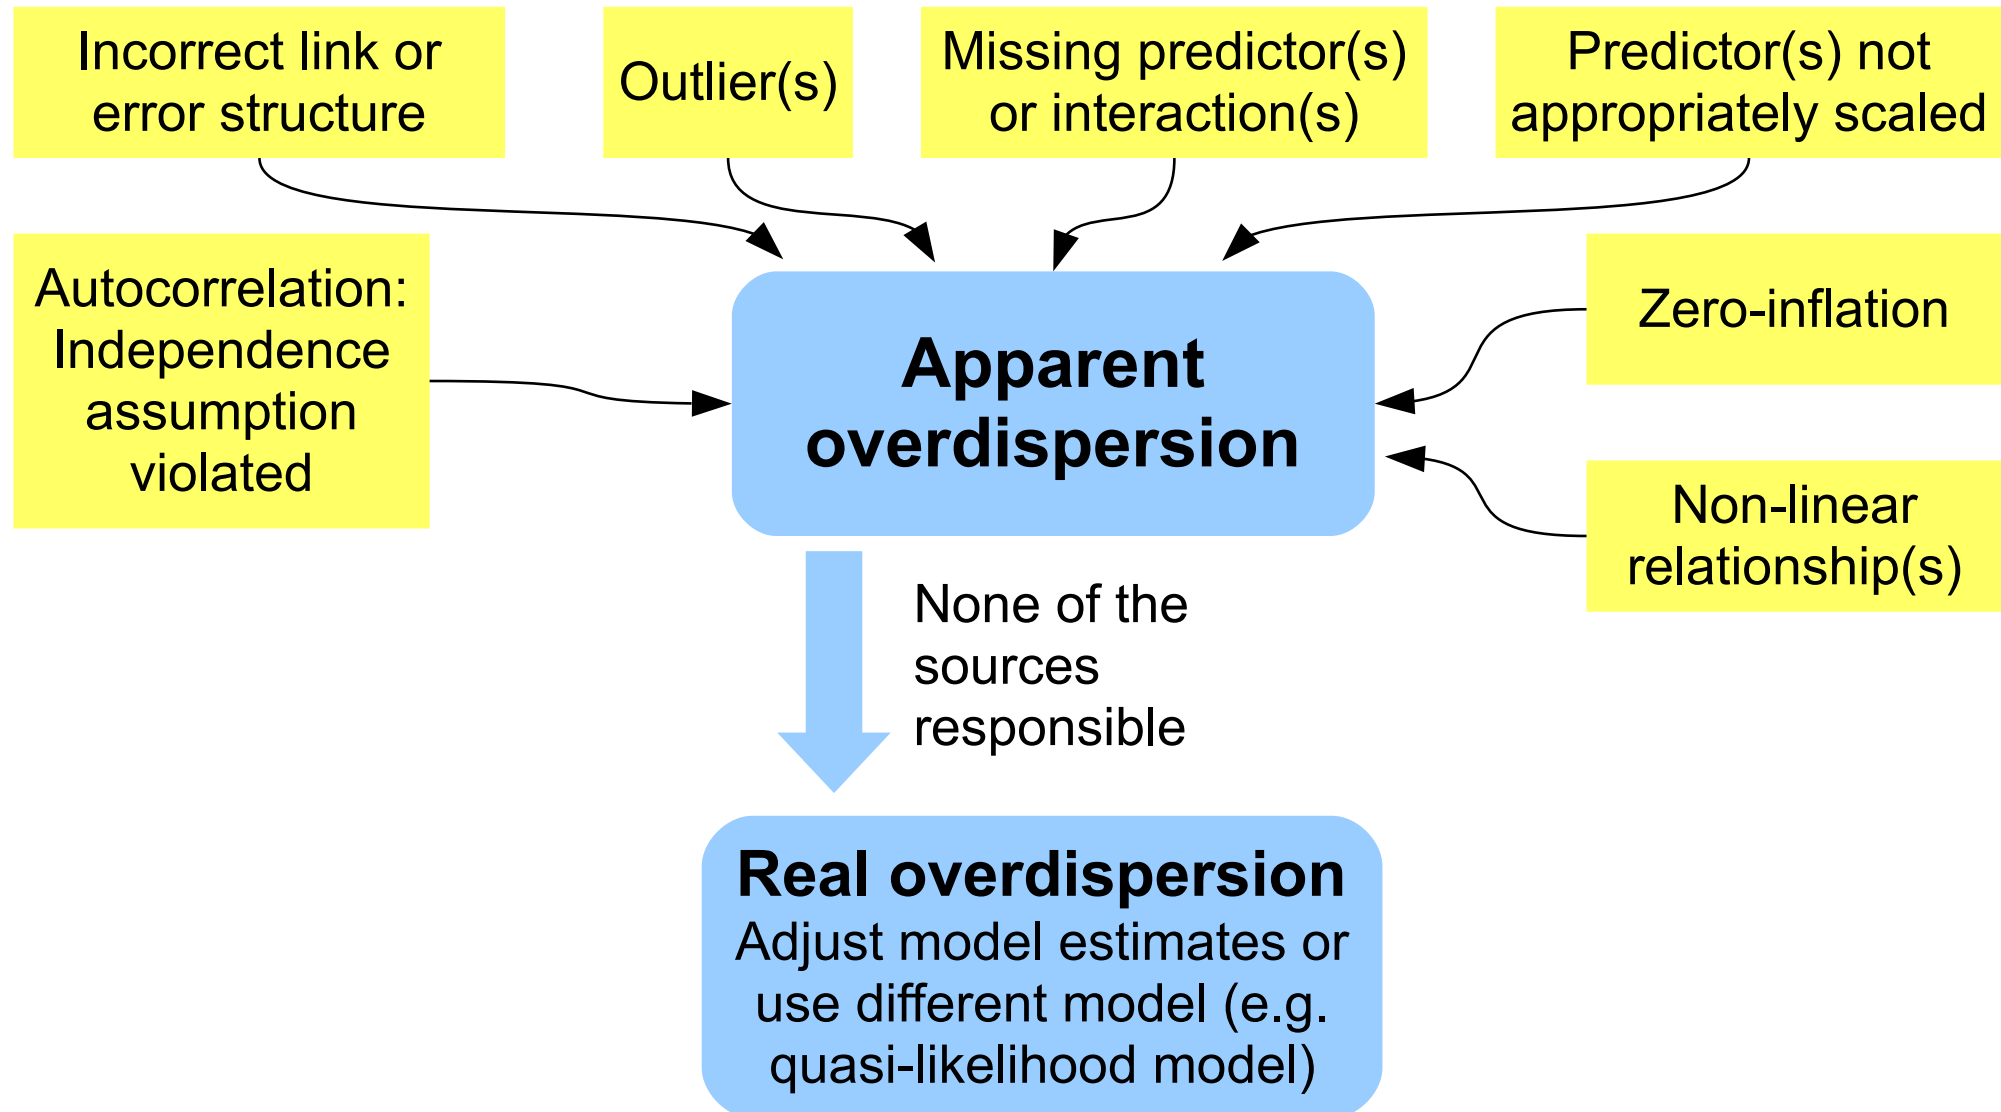 Incorrect link or
error structure
Outlier(s)
Missing predictor(s)
or interaction(s)
Predictor(s) not
appropriately scaled
Autocorrelation:
Independence
assumption
violated
Apparent
overdispersion
Zero-inflation
Non-linear
relationship(s)
None of the
sources
responsible
Real overdispersion
Adjust model estimates or
use different model (e.g.
quasi-likelihood model)